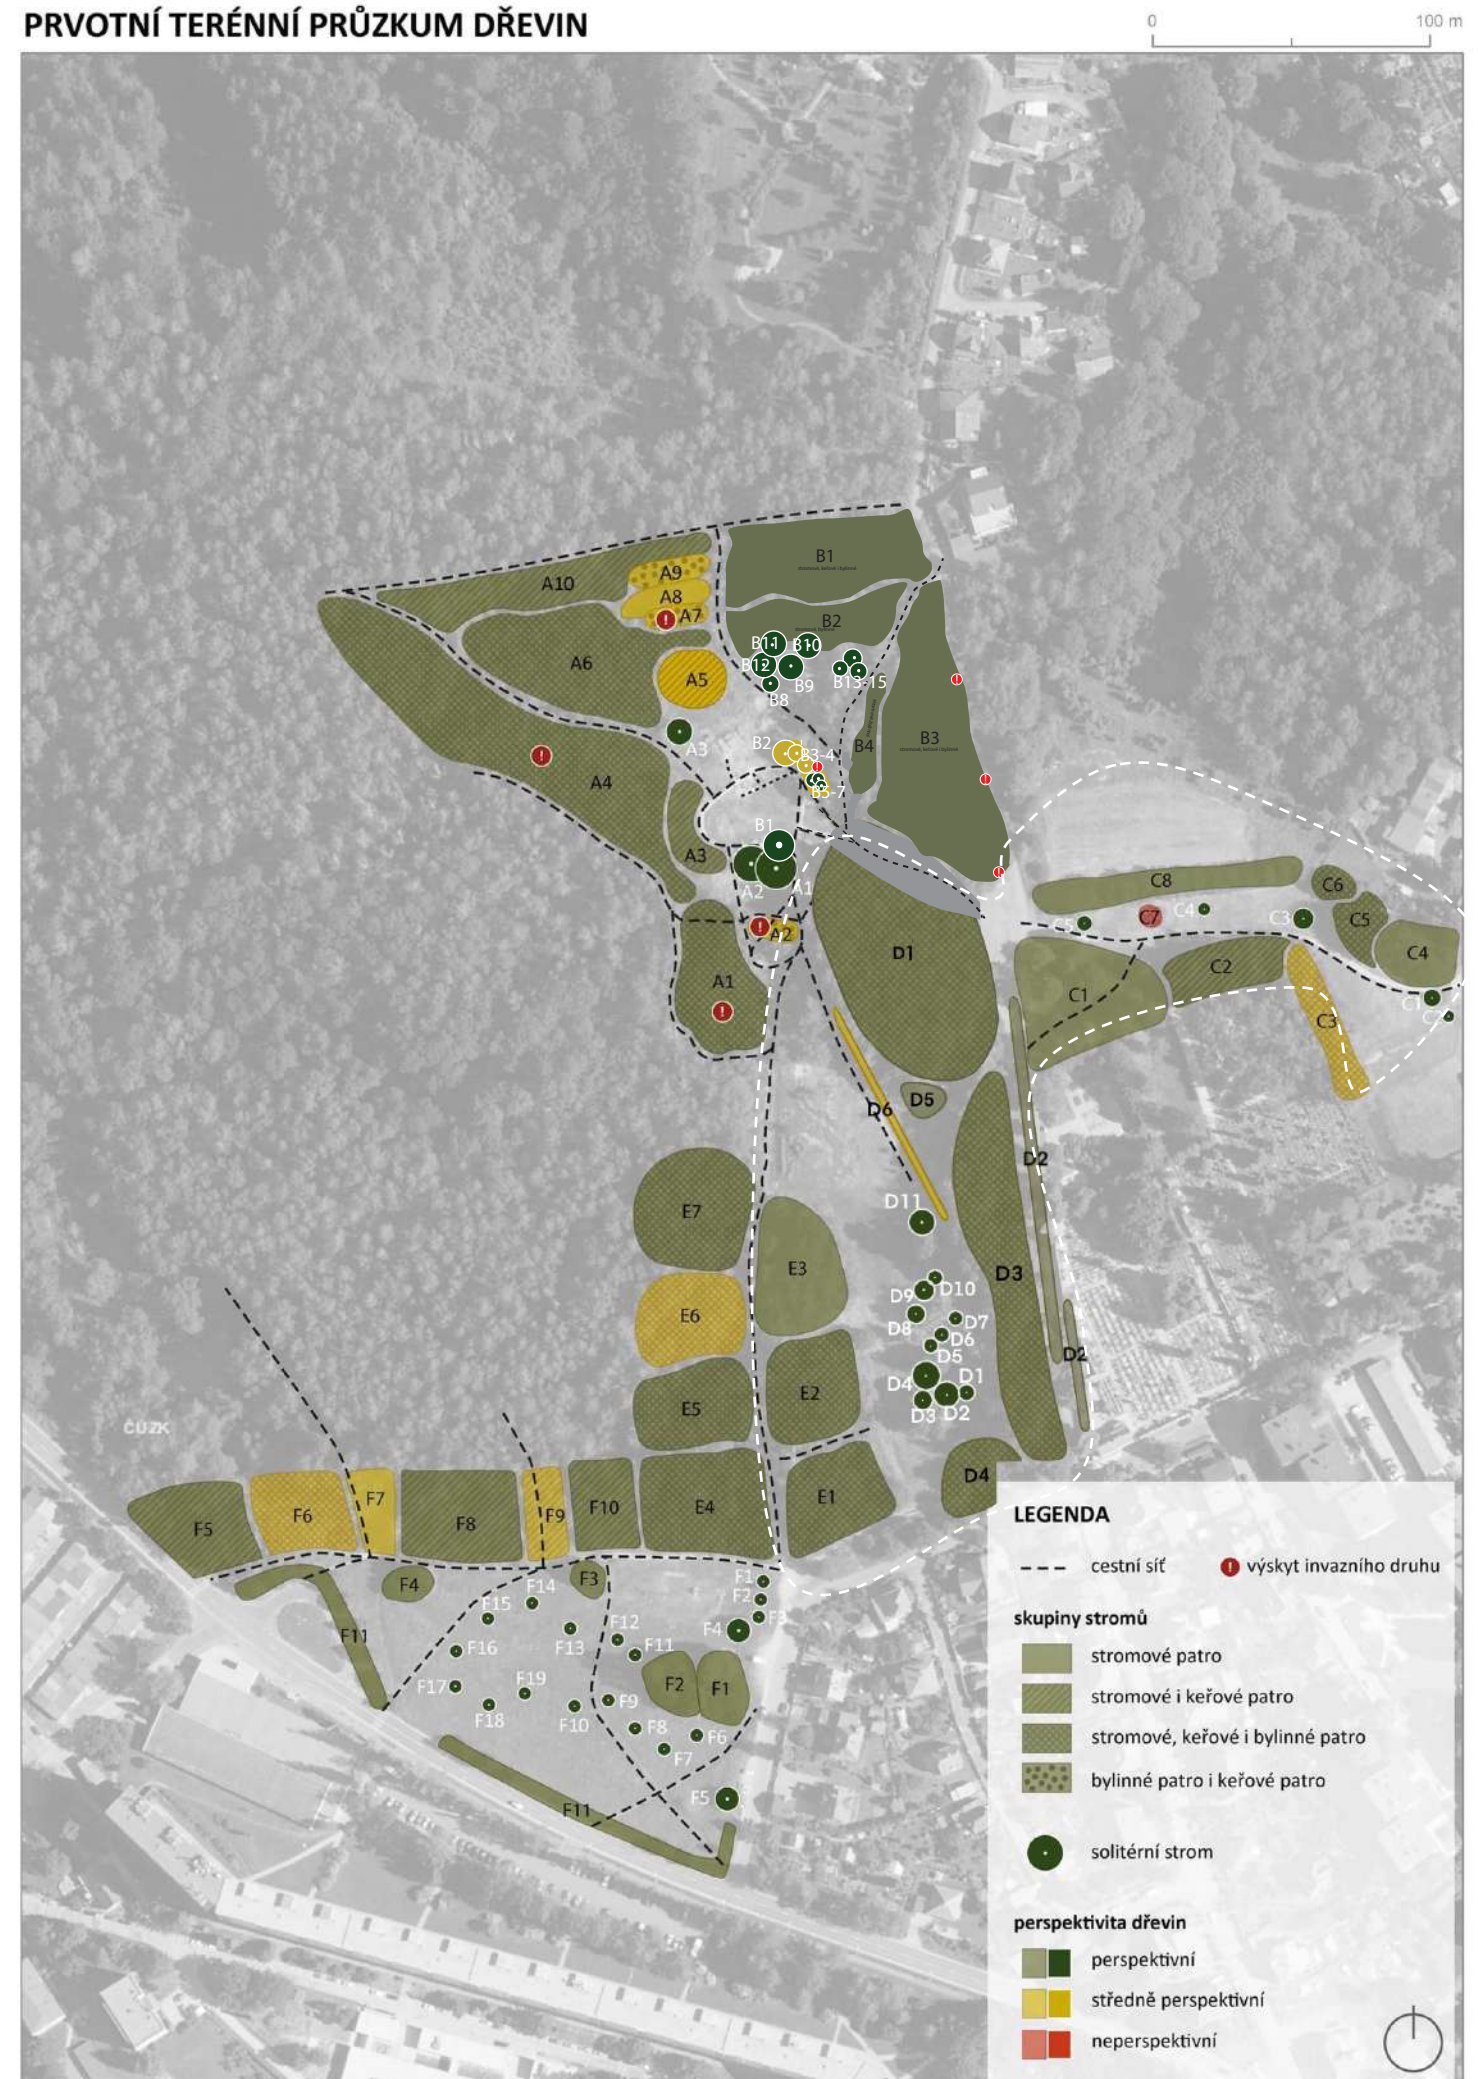 PRVOTNÍ TERÉNNÍ PRŮZKUM DŘEVIN
0 100 m
B1
A9
A10
A8
A7
B2
B11 B10
A6
B12
A5
B9 B13-15
B8
A3
B2
B3-4
B4
B3
A4
B5-7
B1
A3
A2 A1
C8
C6
C5 C7 C4 C3 C5
A2
D1
C4
C2
A1
C1
C1
C2
C3
D5
D6
D2
E7
D11
E3
D3
D9 D10
E6
D8 D7
D6
D5
D2
D4 D1
E2
E5
D3 D2
ČÚZK
D4
F7
E1
F10 E4
F6
F9
F8
F5
LEGENDA
cestní síť
výskyt invazního druhu
skupiny stromů
stromové patro
stromové i keřové patro
stromové, keřové i bylinné patro
bylinné patro i keřové patro
solitérní strom
perspektivita dřevin
perspektivní
středně perspektivní
neperspektivní
F4
F3
F1
F14
F2
F15
F3
F12
F4
F11
F13
F11
F16
F2 F1
F17
F19
F9
F18
F10
F8
F6
F7
F5
F11